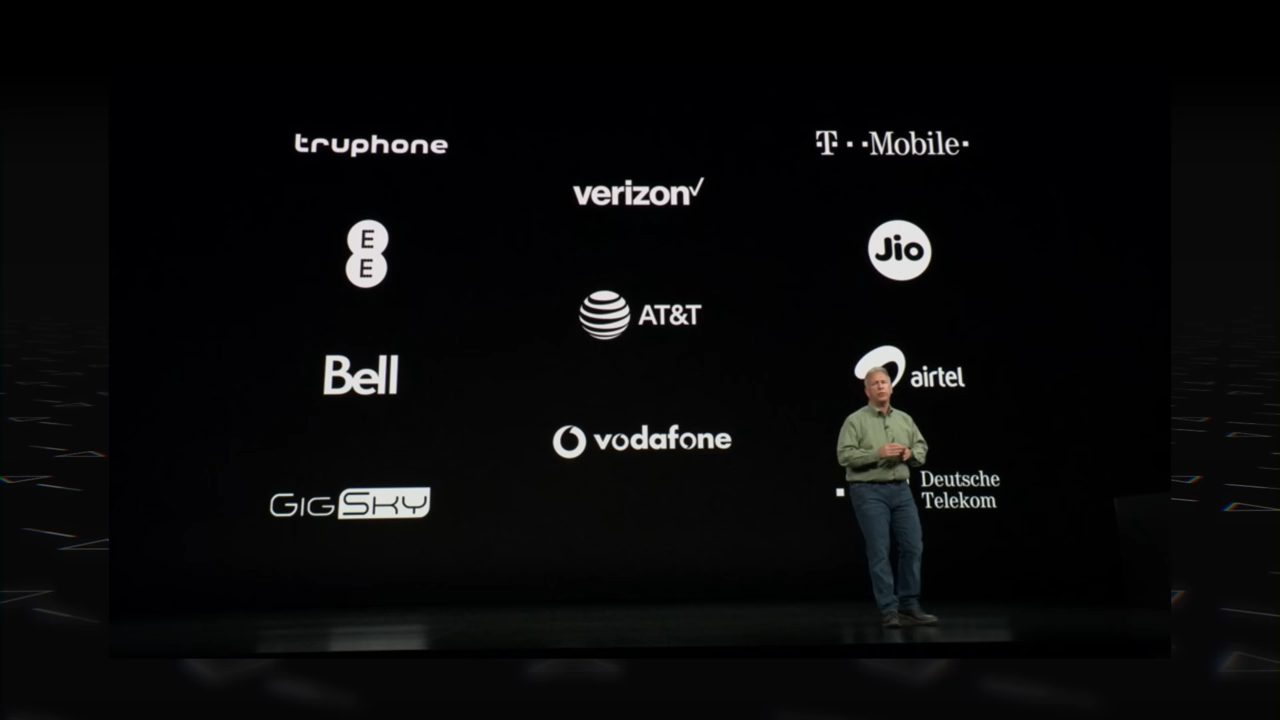 truphone
T··Mobile·
verizon✓
E
E
Jio
AT&T
Bell
airtel
vodafone
GIGSKY
Deutsche
Telekom